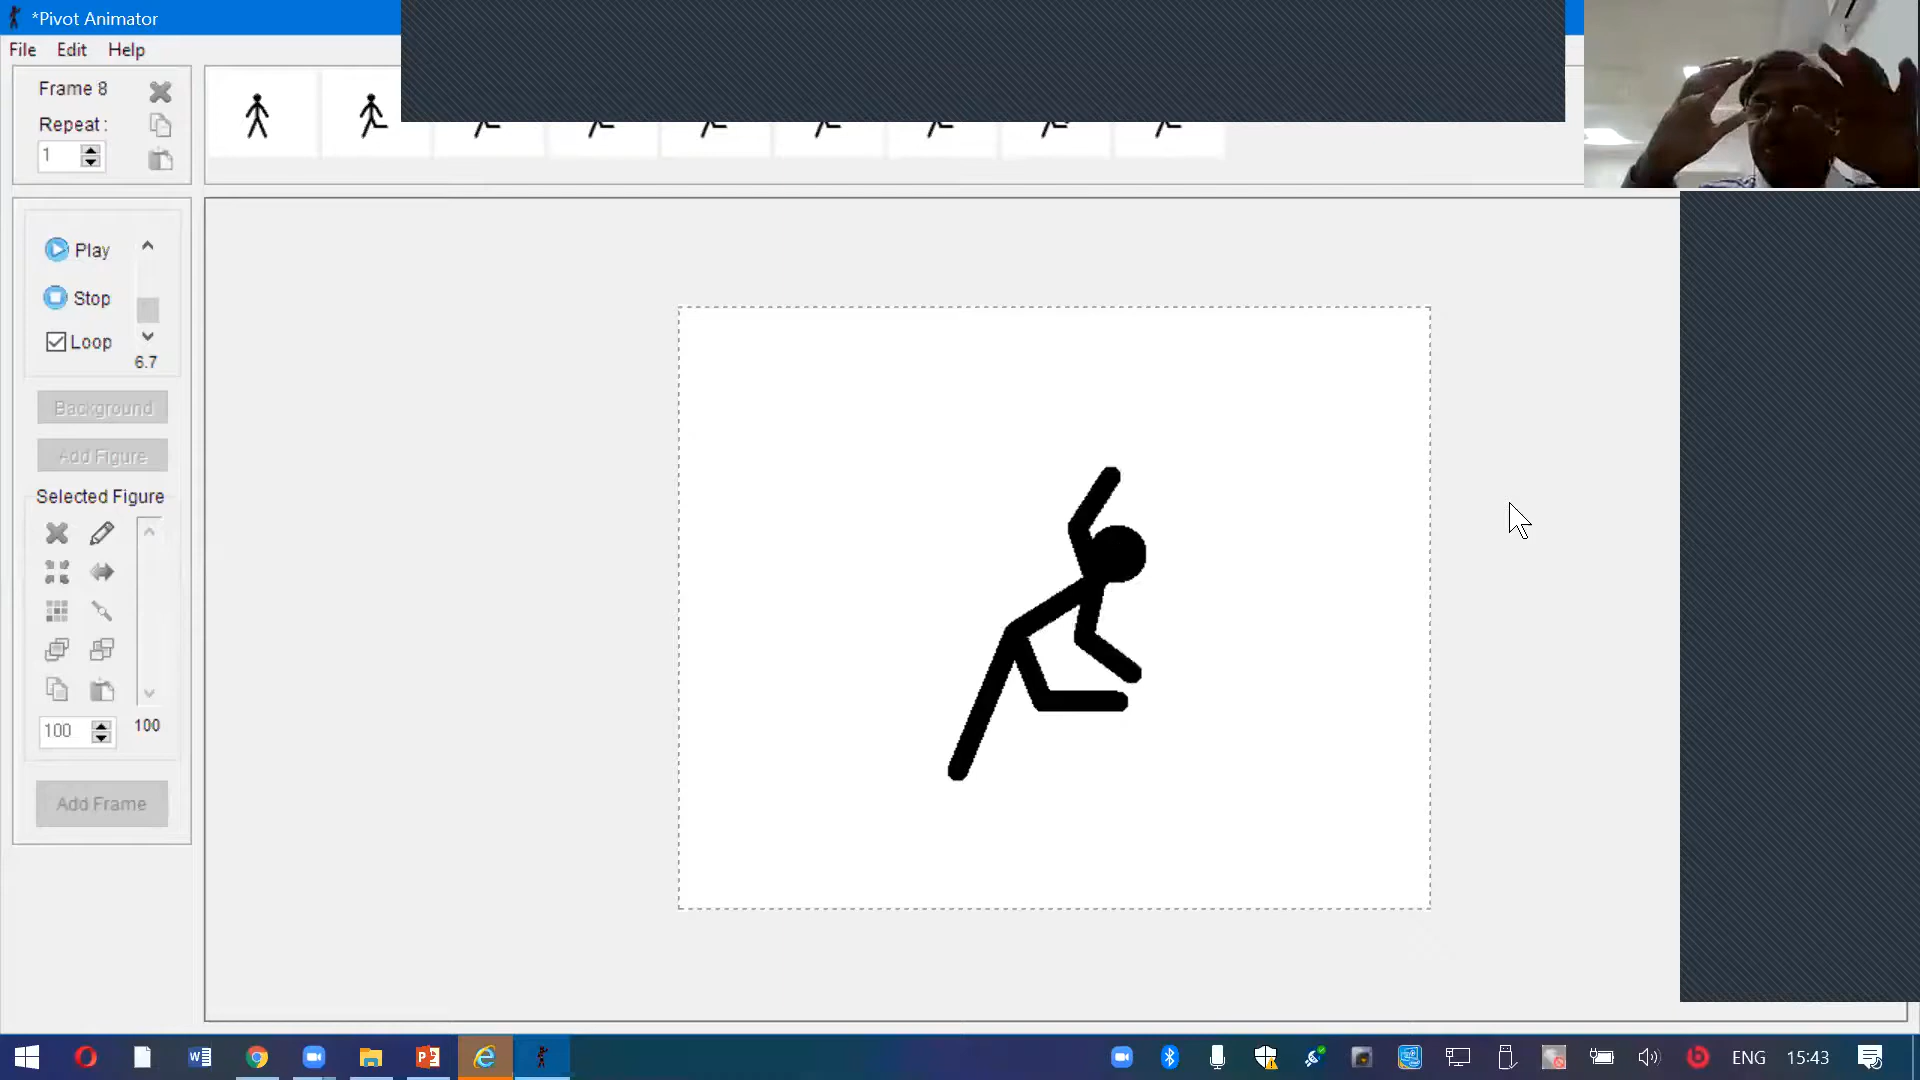 *Pivot Animator
File Edit Help
Frame 8
Repeat :
1
Play
Stop
Loop
6.7
Background
Add Figure
Selected Figure
100
100
Add Frame
ENG 15:43